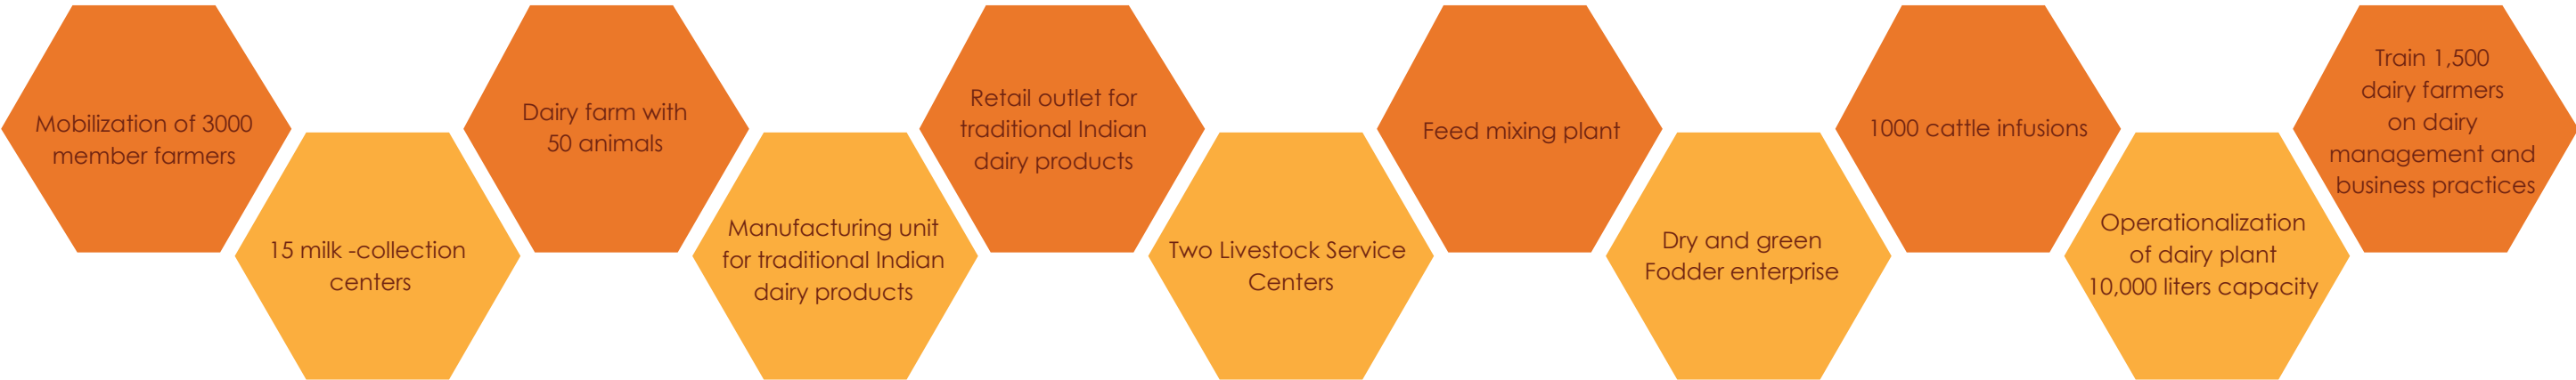 Mobilization of 3000
member farmers
15 milk -collection
centers
Dairy farm with
50 animals
Manufacturing unit
for traditional Indian
dairy products
Retail outlet for
traditional Indian
dairy products
Two Livestock Service
Centers
Feed mixing plant
Dry and green
Fodder enterprise
1000 cattle infusions
Operationalization
of dairy plant
10,000 liters capacity
Train 1,500
dairy farmers
on dairy
management and
business practices